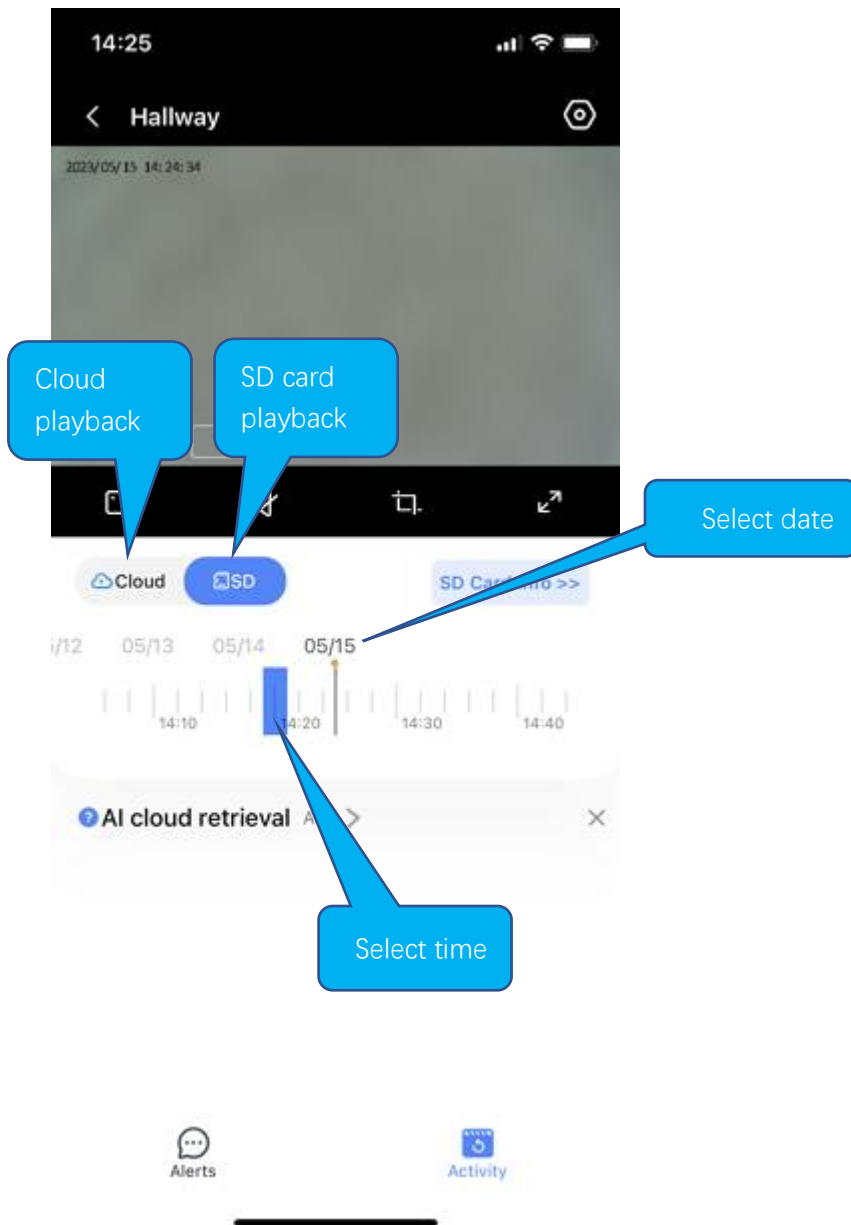 14:25
Hallway
2023/05/15 14:24:34
Cloud
playback
SD card
playback
Select date
Cloud
SD
SD Card
>>
/12
05/13
05/14
05/15
14:10
14:20
14:30
14:40
AI cloud retrieval
Select time
Alerts
Activity